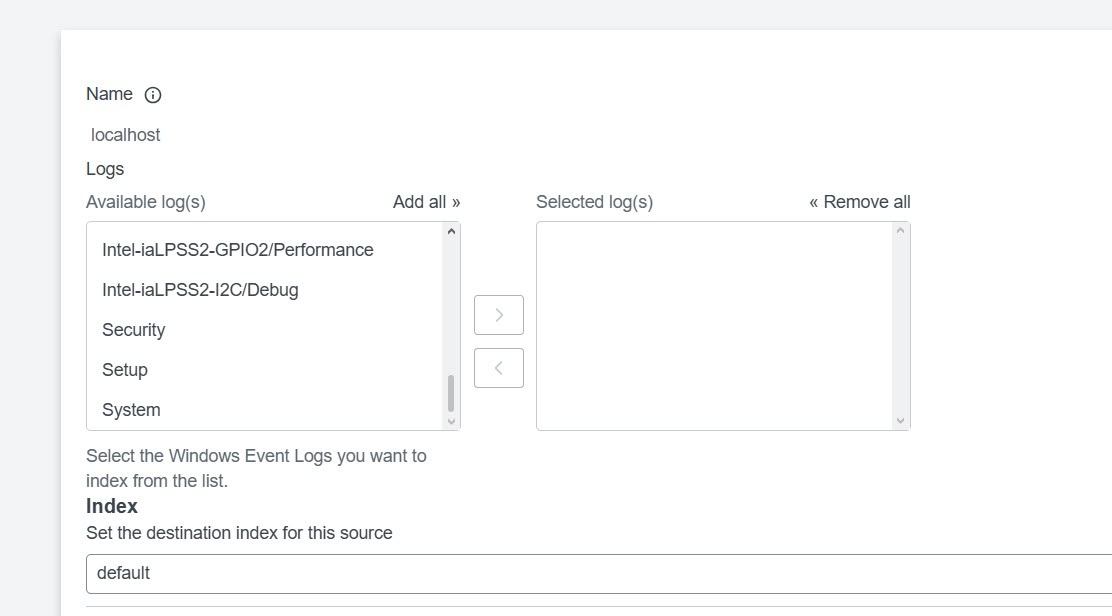 Name
localhost
Logs
Available log(s) Add all » Selected log(s) « Remove all
Intel-iaLPSS2-GPIO2/Performance
Intel-iaLPSS2-I2C/Debug
Security
Setup
System
Select the Windows Event Logs you want to
index from the list.
Index
Set the destination index for this source
default